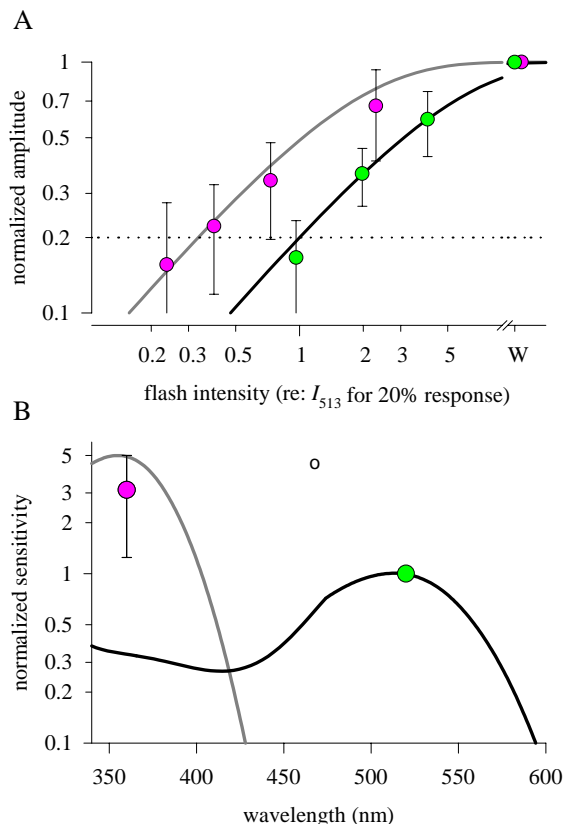 A
1
0.7
0.5
0.3
0.2
0.1
normalized amplitude
0.2 0.3 0.5 1 2 3 5 W
flash intensity (re: I513 for 20% response)
B
5
3
2
1
0.5
0.3
0.2
0.1
normalized sensitivity
350 400 450 500 550 600
wavelength (nm)